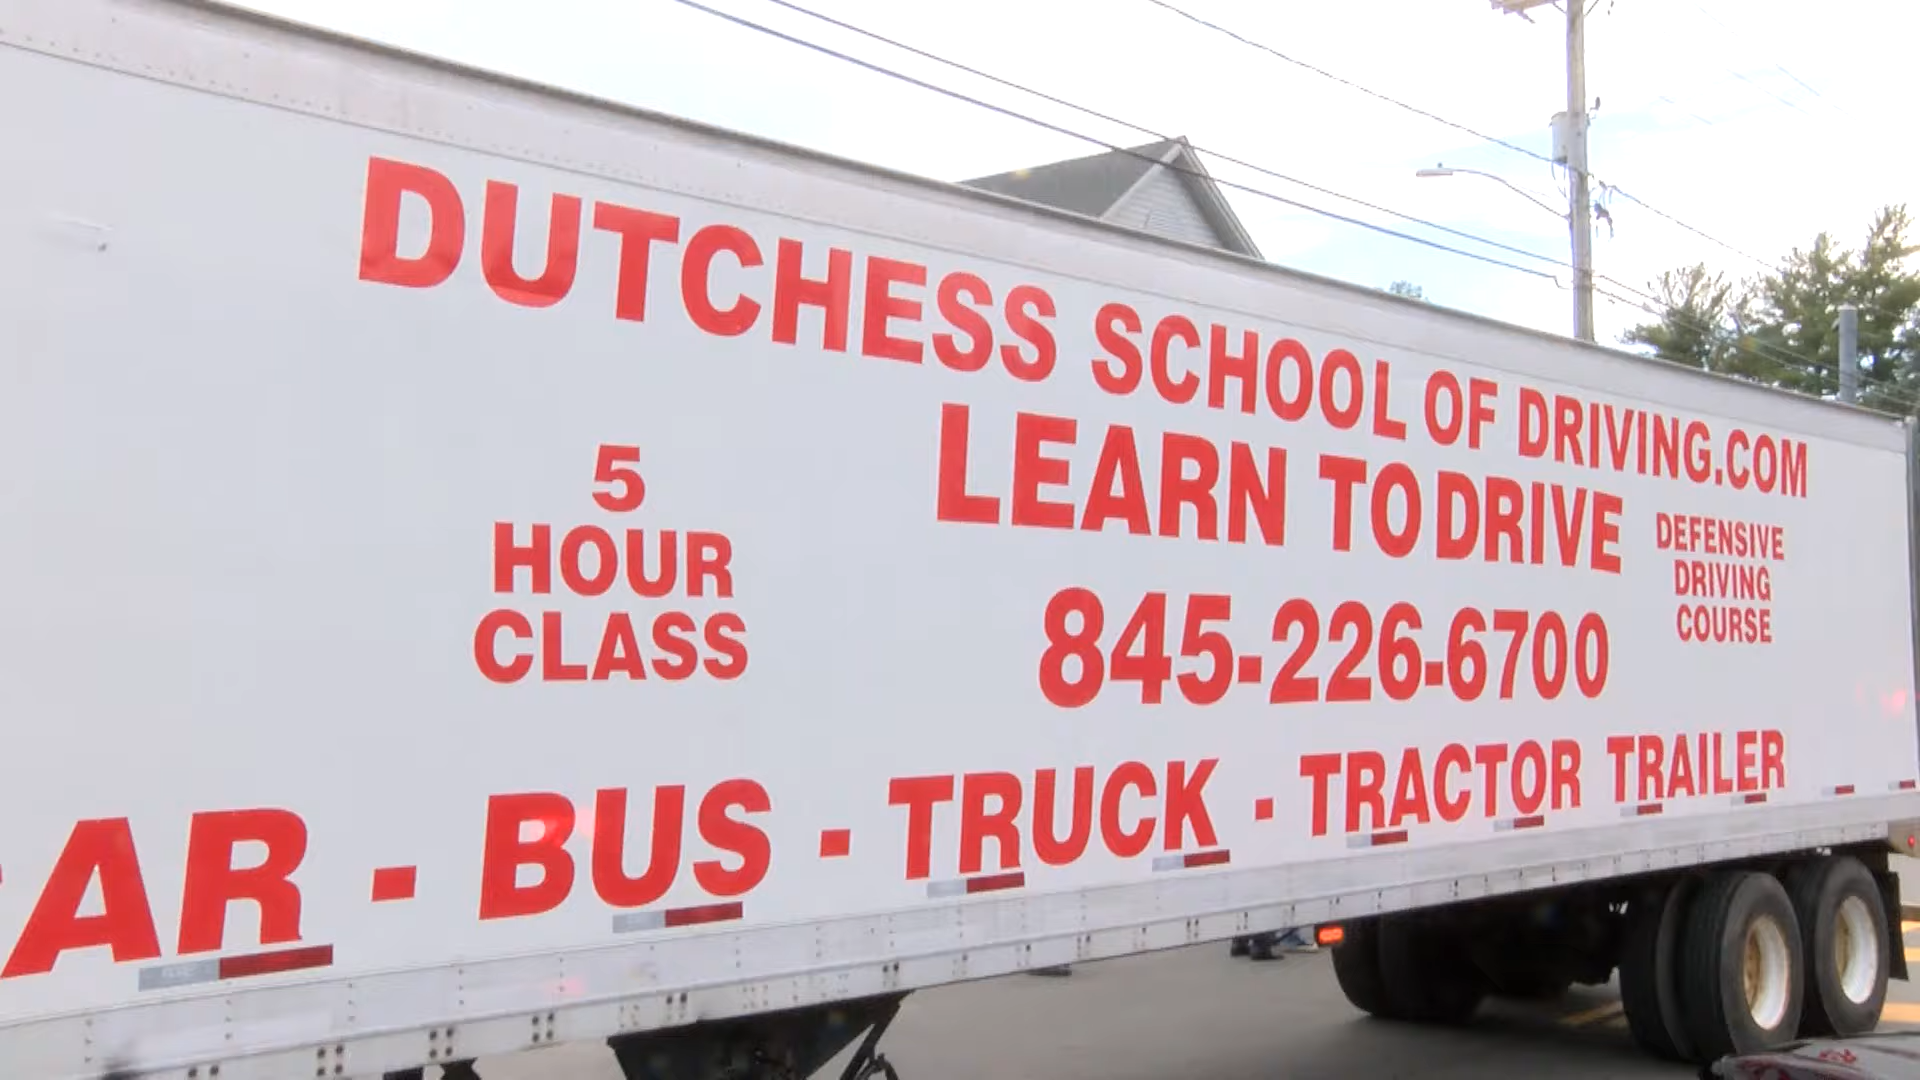 DUTCHESS SCHOOL OF DRIVING.COM
LEARN TO DRIVE
5
HOUR
CLASS
DEFENSIVE
DRIVING
COURSE
845-226-6700
AR - BUS - TRUCK - TRACTOR TRAILER